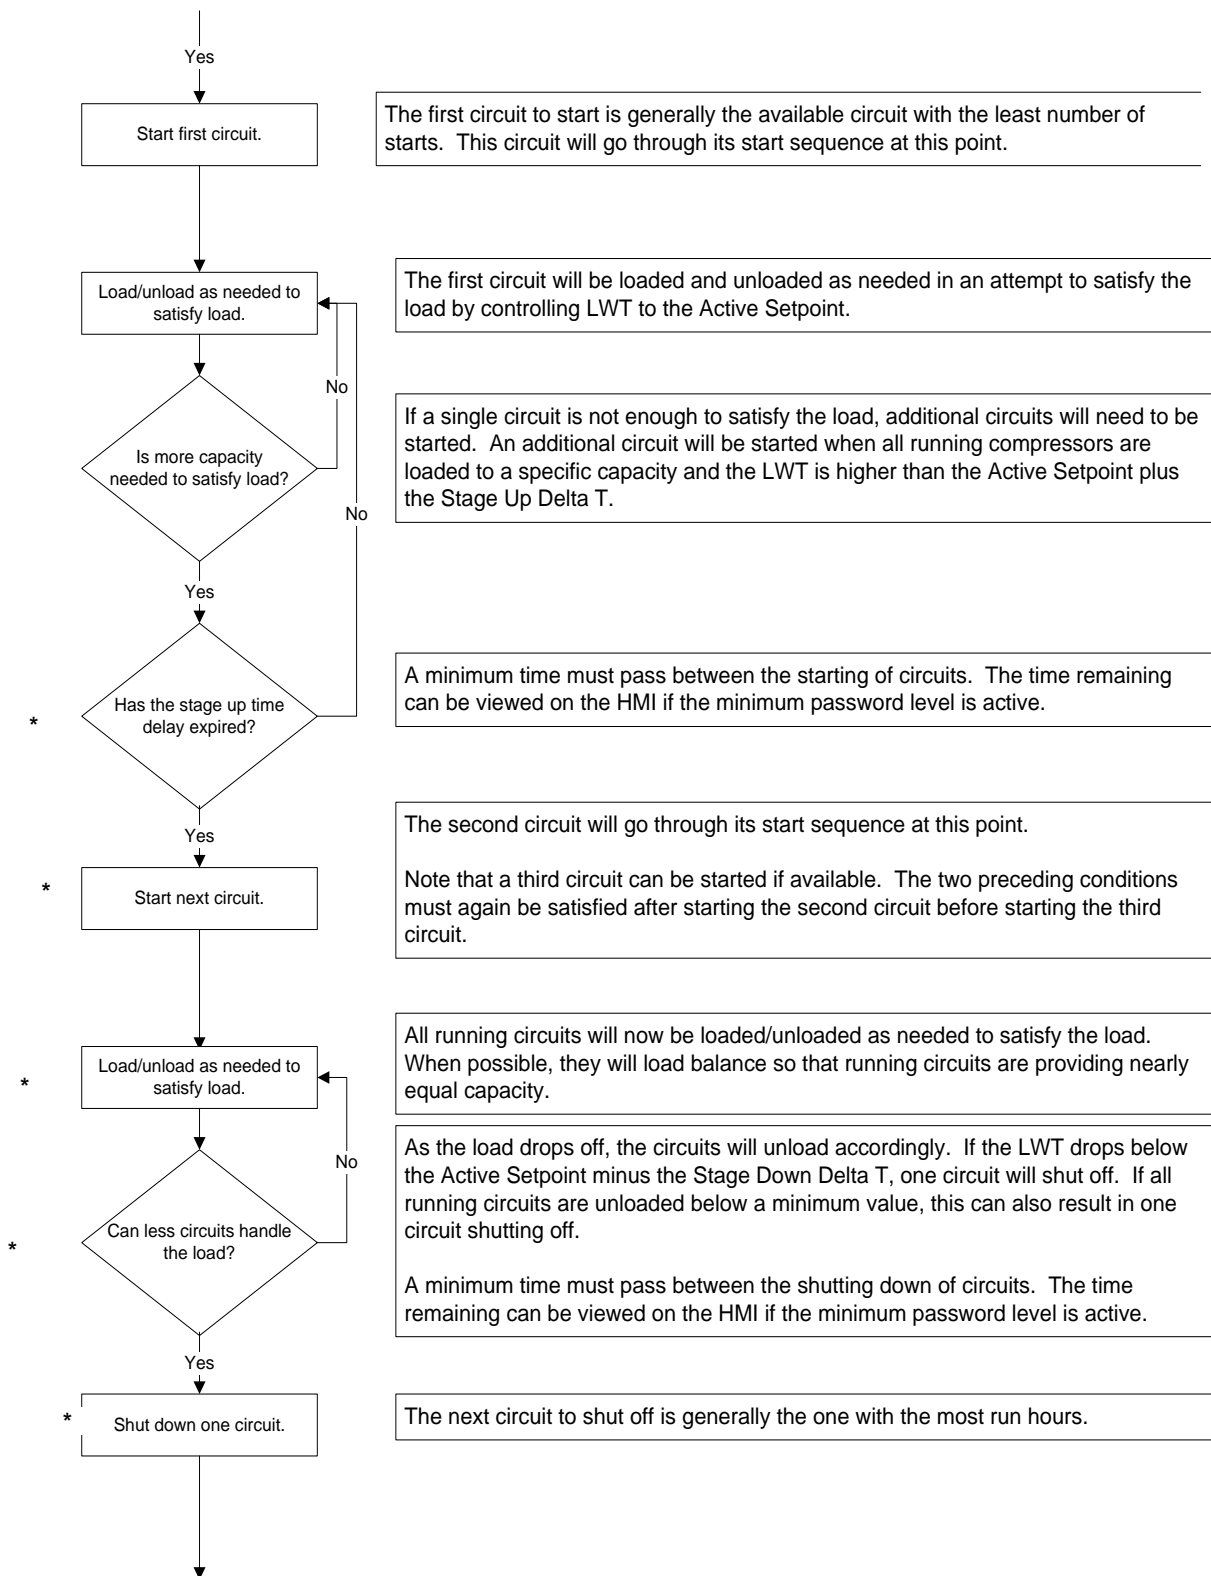 Yes
Start first circuit.
The first circuit to start is generally the available circuit with the least number of
starts.  This circuit will go through its start sequence at this point.
Load/unload as needed to
satisfy load.
The first circuit will be loaded and unloaded as needed in an attempt to satisfy the
load by controlling LWT to the Active Setpoint.
No
Is more capacity
needed to satisfy load?
If a single circuit is not enough to satisfy the load, additional circuits will need to be
started.  An additional circuit will be started when all running compressors are
loaded to a specific capacity and the LWT is higher than the Active Setpoint plus
the Stage Up Delta T.
No
Yes
*
Has the stage up time
delay expired?
A minimum time must pass between the starting of circuits.  The time remaining
can be viewed on the HMI if the minimum password level is active.
Yes
*
Start next circuit.
The second circuit will go through its start sequence at this point.
Note that a third circuit can be started if available.  The two preceding conditions
must again be satisfied after starting the second circuit before starting the third
circuit.
*
Load/unload as needed to
satisfy load.
All running circuits will now be loaded/unloaded as needed to satisfy the load.
When possible, they will load balance so that running circuits are providing nearly
equal capacity.
No
*
Can less circuits handle
the load?
As the load drops off, the circuits will unload accordingly.  If the LWT drops below
the Active Setpoint minus the Stage Down Delta T, one circuit will shut off.  If all
running circuits are unloaded below a minimum value, this can also result in one
circuit shutting off.
A minimum time must pass between the shutting down of circuits.  The time
remaining can be viewed on the HMI if the minimum password level is active.
Yes
*
Shut down one circuit.
The next circuit to shut off is generally the one with the most run hours.